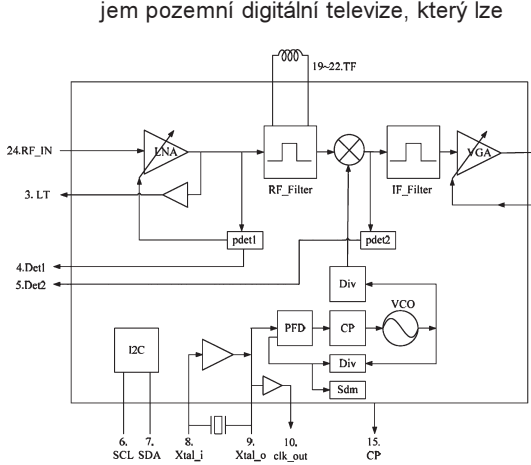 jem pozemní digitální televize, který lze
19~22.TF
24.RF_IN
LNA
VGA
RF_Filter
IF_Filter
3. LT
pdet1
pdet2
4.Det1
5.Det2
Div
VCO
PFD
CP
I2C
Div
Sdm
6.
7.
8.
9.
10.
15.
SCL
SDA
Xtal_i
Xtal_o
clk_out
CP